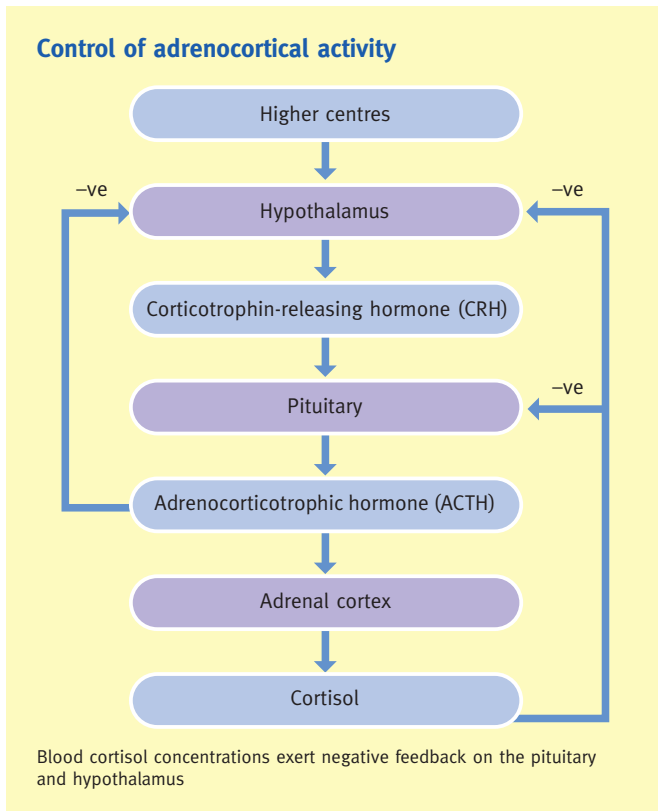 Control of adrenocortical activity
Higher centres
–ve
–ve
Hypothalamus
Corticotrophin-releasing hormone (CRH)
–ve
Pituitary
Adrenocorticotrophic hormone (ACTH)
Adrenal cortex
Cortisol
Blood cortisol concentrations exert negative feedback on the pituitary
and hypothalamus